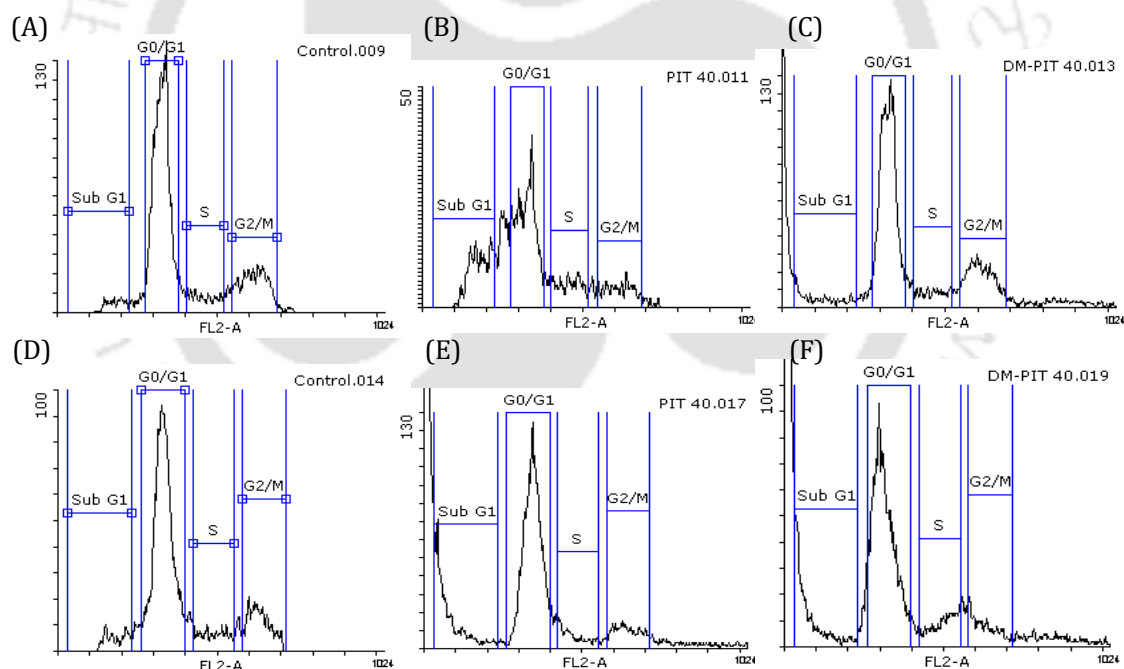 (A)
Control.009
130
G0/G1
Sub G1
S
G2/M
FL2-A
1024
(B)
PIT 40.011
50
G0/G1
Sub G1
S
G2/M
FL2-A
102
(C)
DM-PIT 40.013
130
G0/G1
Sub G1
S
G2/M
FL2-A
1024
(D)
Control.014
100
G0/G1
Sub G1
S
G2/M
FL2-A
1024
(E)
PIT 40.017
130
G0/G1
Sub G1
S
G2/M
FL2-A
1024
(F)
DM-PIT 40.019
100
G0/G1
Sub G1
S
G2/M
FL2-A
1024